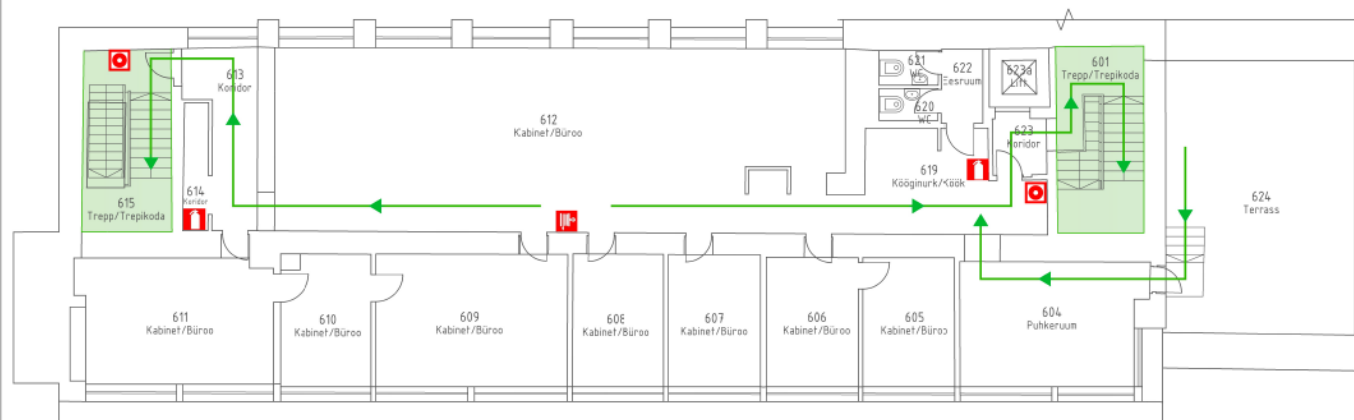 613
Koridor
612
Kabinet/Büroo
621
WC
622
Eesruum
623a
Lift
601
Trepp/Trepikoda
620
WC
623
Koridor
619
Kööginurk/Köök
614
Koridor
615
Trepp/Trepikoda
624
Terrass
611
Kabinet/Büroo
610
Kabinet/Büroo
609
Kabinet/Büroo
608
Kabinet/Büroo
607
Kabinet/Büroo
606
Kabinet/Büroo
605
Kabinet/Büroo
604
Puhkeruum